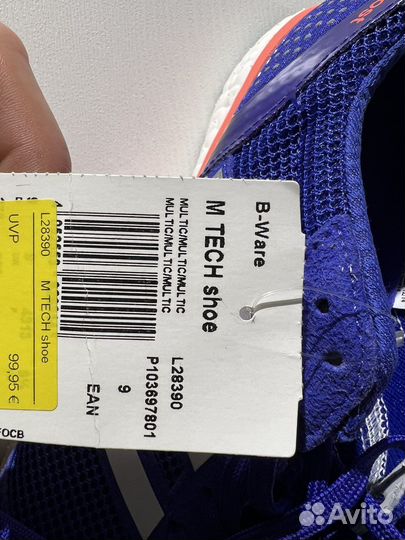 B-Ware
M TECH shoe
MULTIC/MULTIC/MULTIC
MULTIC/MULTIC/MULTIC
L28390
P103697801
9
EAN
L28390 M TECH shoe
UVP
99,95 €
FOCB
Avito